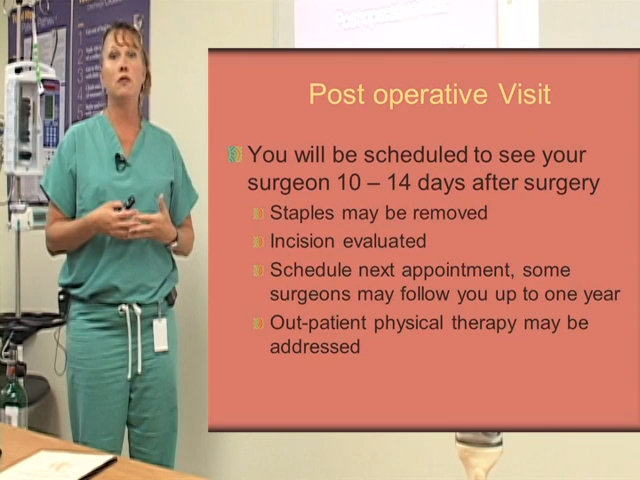 Post operative Visit
You will be scheduled to see your
surgeon 10 – 14 days after surgery
Staples may be removed
Incision evaluated
Schedule next appointment, some
surgeons may follow you up to one year
Out-patient physical therapy may be
addressed